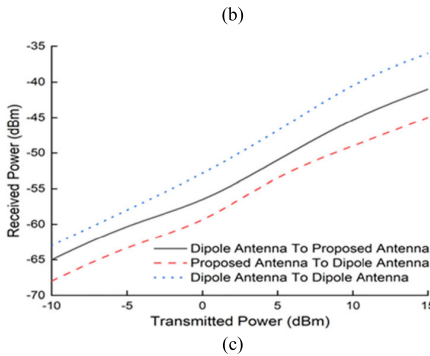 (b)
-35
-40
-45
-50
-55
-60
-65
-70
Received Power (dBm)
Dipole Antenna To Proposed Antenna
Proposed Antenna To Dipole Antenna
Dipole Antenna To Dipole Antenna
-10 -5 0 5 10 15
Transmitted Power (dBm)
(c)